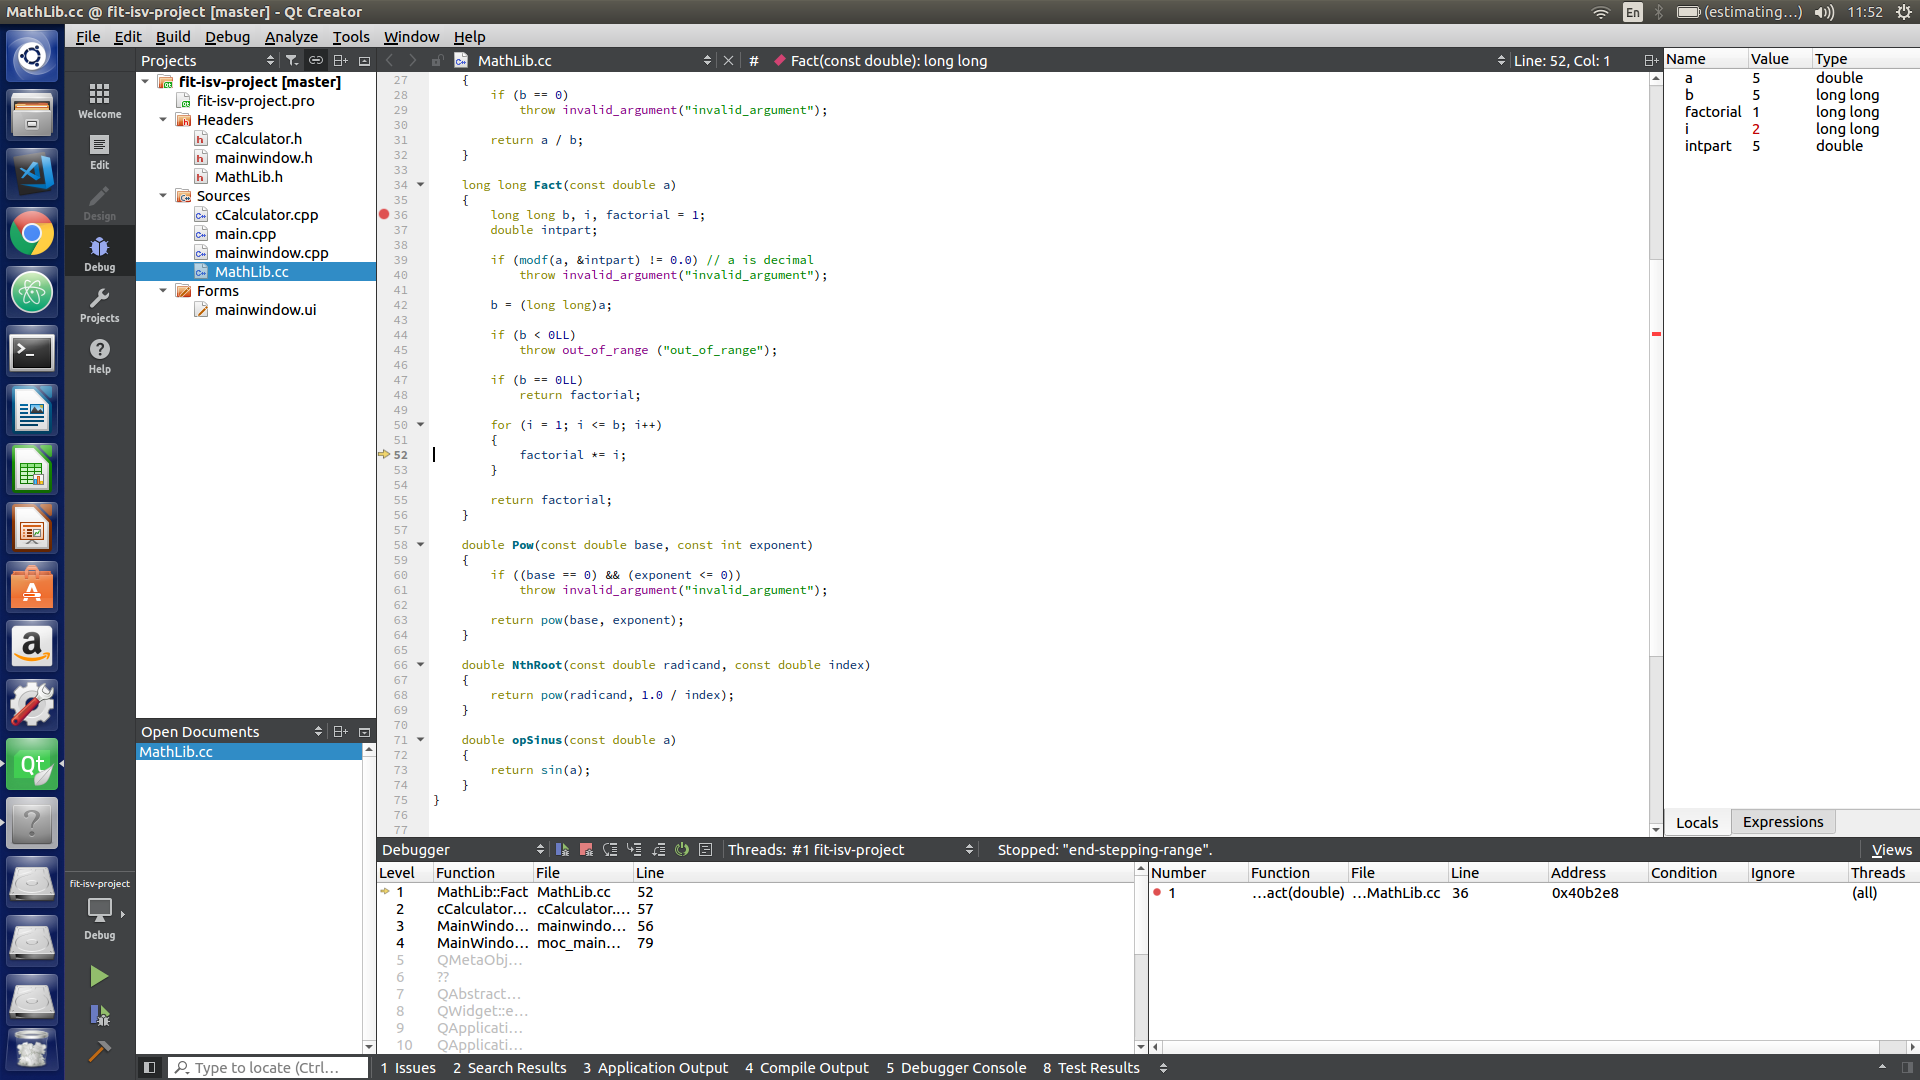 MathLib.cc @ fit-isv-project [master] - Qt Creator
En (estimating...) 11:52
File Edit Build Debug Analyze Tools Window Help
Projects
MathLib.cc # Fact(const double): long long Line: 52, Col: 1
Welcome
Edit
Design
Debug
Projects
Help
fit-isv-project
Debug
fit-isv-project [master]
fit-isv-project.pro
Headers
cCalculator.h
mainwindow.h
MathLib.h
Sources
cCalculator.cpp
main.cpp
mainwindow.cpp
MathLib.cc
Forms
mainwindow.ui
Open Documents
MathLib.cc
27 {
28 if (b == 0)
29 throw invalid_argument("invalid_argument");
30
31 return a / b;
32 }
33
34 long long Fact(const double a)
35 {
36 long long b, i, factorial = 1;
37 double intpart;
38
39 if (modf(a, &intpart) != 0.0) // a is decimal
40 throw invalid_argument("invalid_argument");
41
42 b = (long long)a;
43
44 if (b < 0LL)
45 throw out_of_range ("out_of_range");
46
47 if (b == 0LL)
48 return factorial;
49
50 for (i = 1; i <= b; i++)
51 {
52 factorial *= i;
53 }
54
55 return factorial;
56 }
57
58 double Pow(const double base, const int exponent)
59 {
60 if ((base == 0) && (exponent <= 0))
61 throw invalid_argument("invalid_argument");
62
63 return pow(base, exponent);
64 }
65
66 double NthRoot(const double radicand, const double index)
67 {
68 return pow(radicand, 1.0 / index);
69 }
70
71 double opSinus(const double a)
72 {
73 return sin(a);
74 }
75 }
76
77
Name Value Type
a 5 double
b 5 long long
factorial 1 long long
i 2 long long
intpart 5 double
Locals Expressions
Debugger Threads: #1 fit-isv-project Stopped: "end-stepping-range". Views
Level Function File Line
1 MathLib::Fact MathLib.cc 52
2 cCalculator... cCalculator.... 57
3 MainWindo... mainwindo... 56
4 MainWindo... moc_main... 79
5 QMetaObj...
6 ??
7 QAbstract...
8 QWidget::e...
9 QApplicati...
10 QApplicati...
Number Function File Line Address Condition Ignore Threads
1 ...act(double) ...MathLib.cc 36 0x40b2e8 (all)
Type to locate (Ctrl... 1 Issues 2 Search Results 3 Application Output 4 Compile Output 5 Debugger Console 8 Test Results